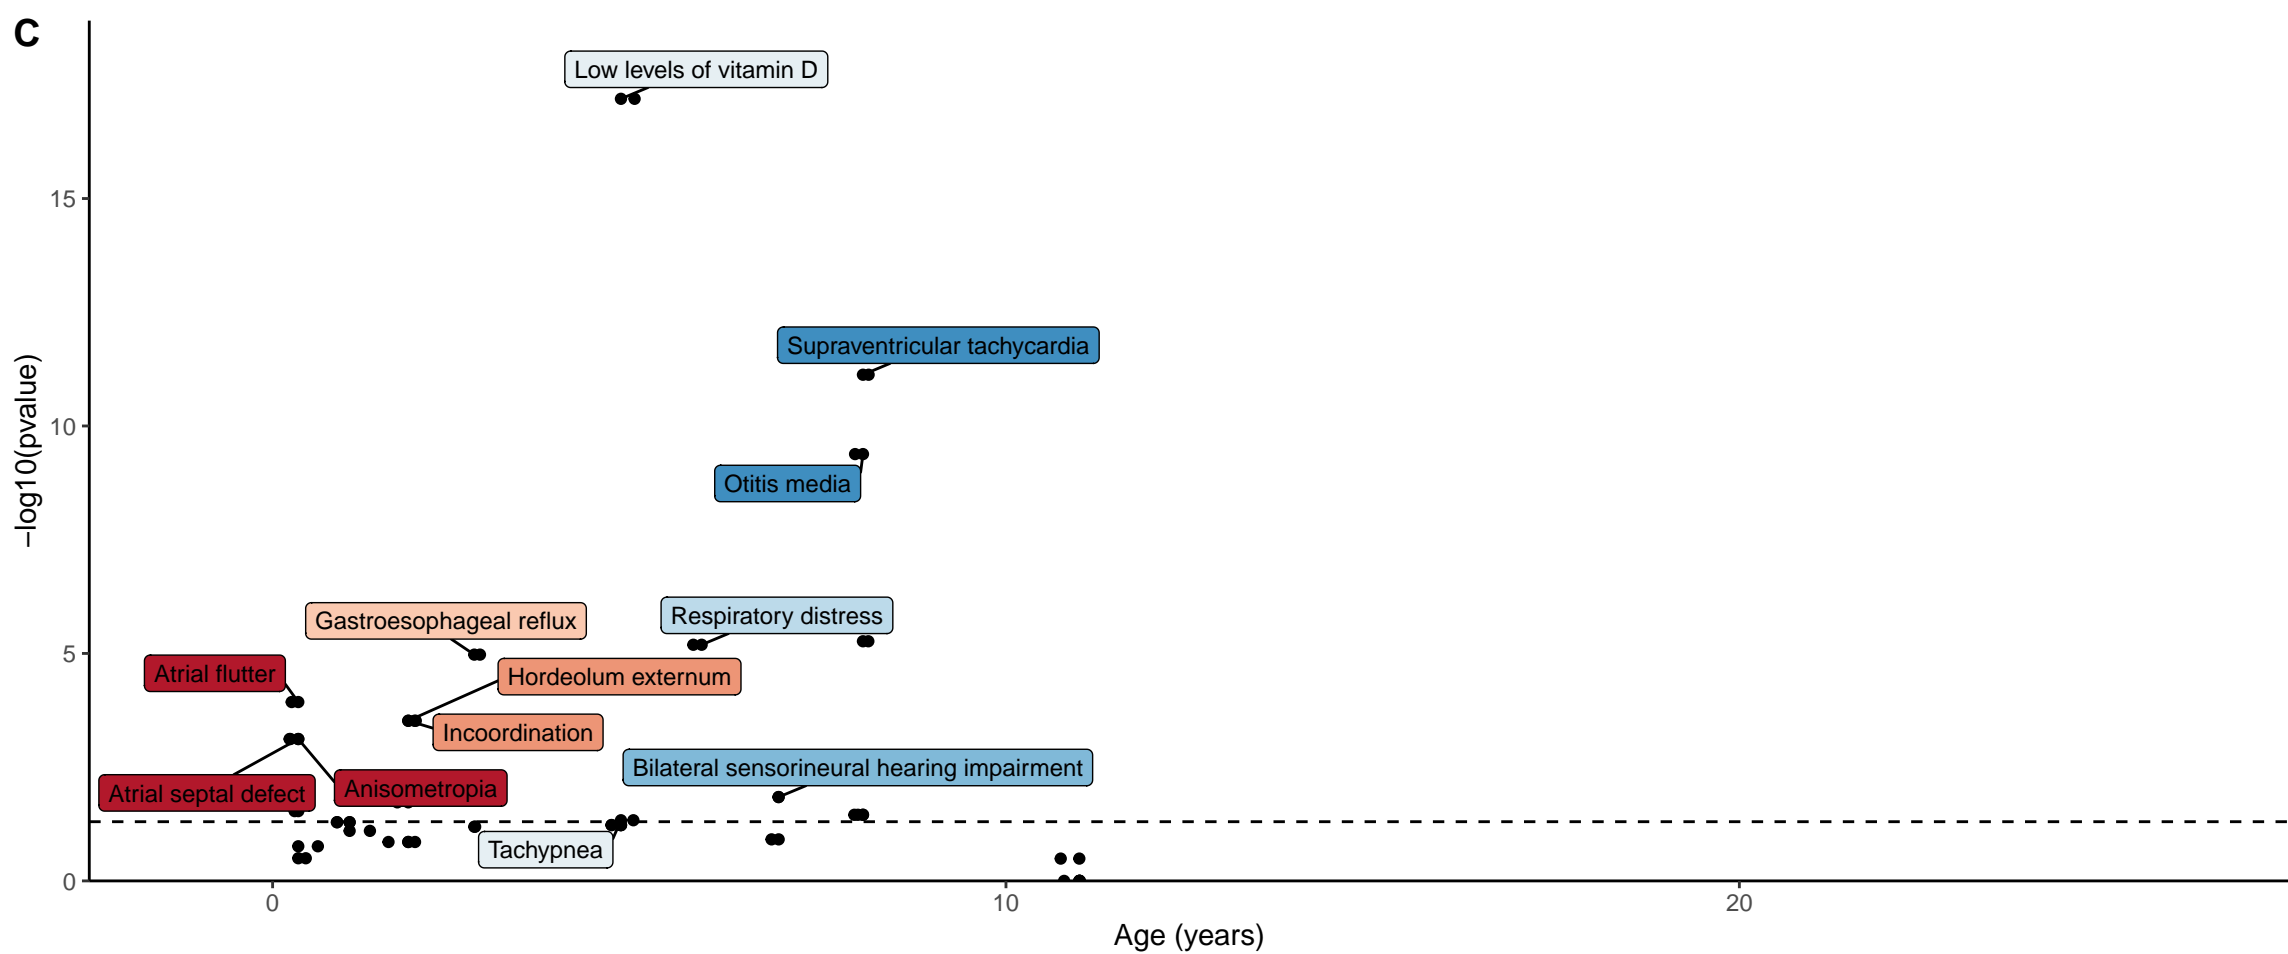 C
Low levels of vitamin D
15
Supraventricular tachycardia
10
Otitis media
−log10(pvalue)
Gastroesophageal reflux
Respiratory distress
5
Atrial flutter
Hordeolum externum
Incoordination
Bilateral sensorineural hearing impairment
Atrial septal defect
Anisometropia
Tachypnea
0
0
10
20
Age (years)